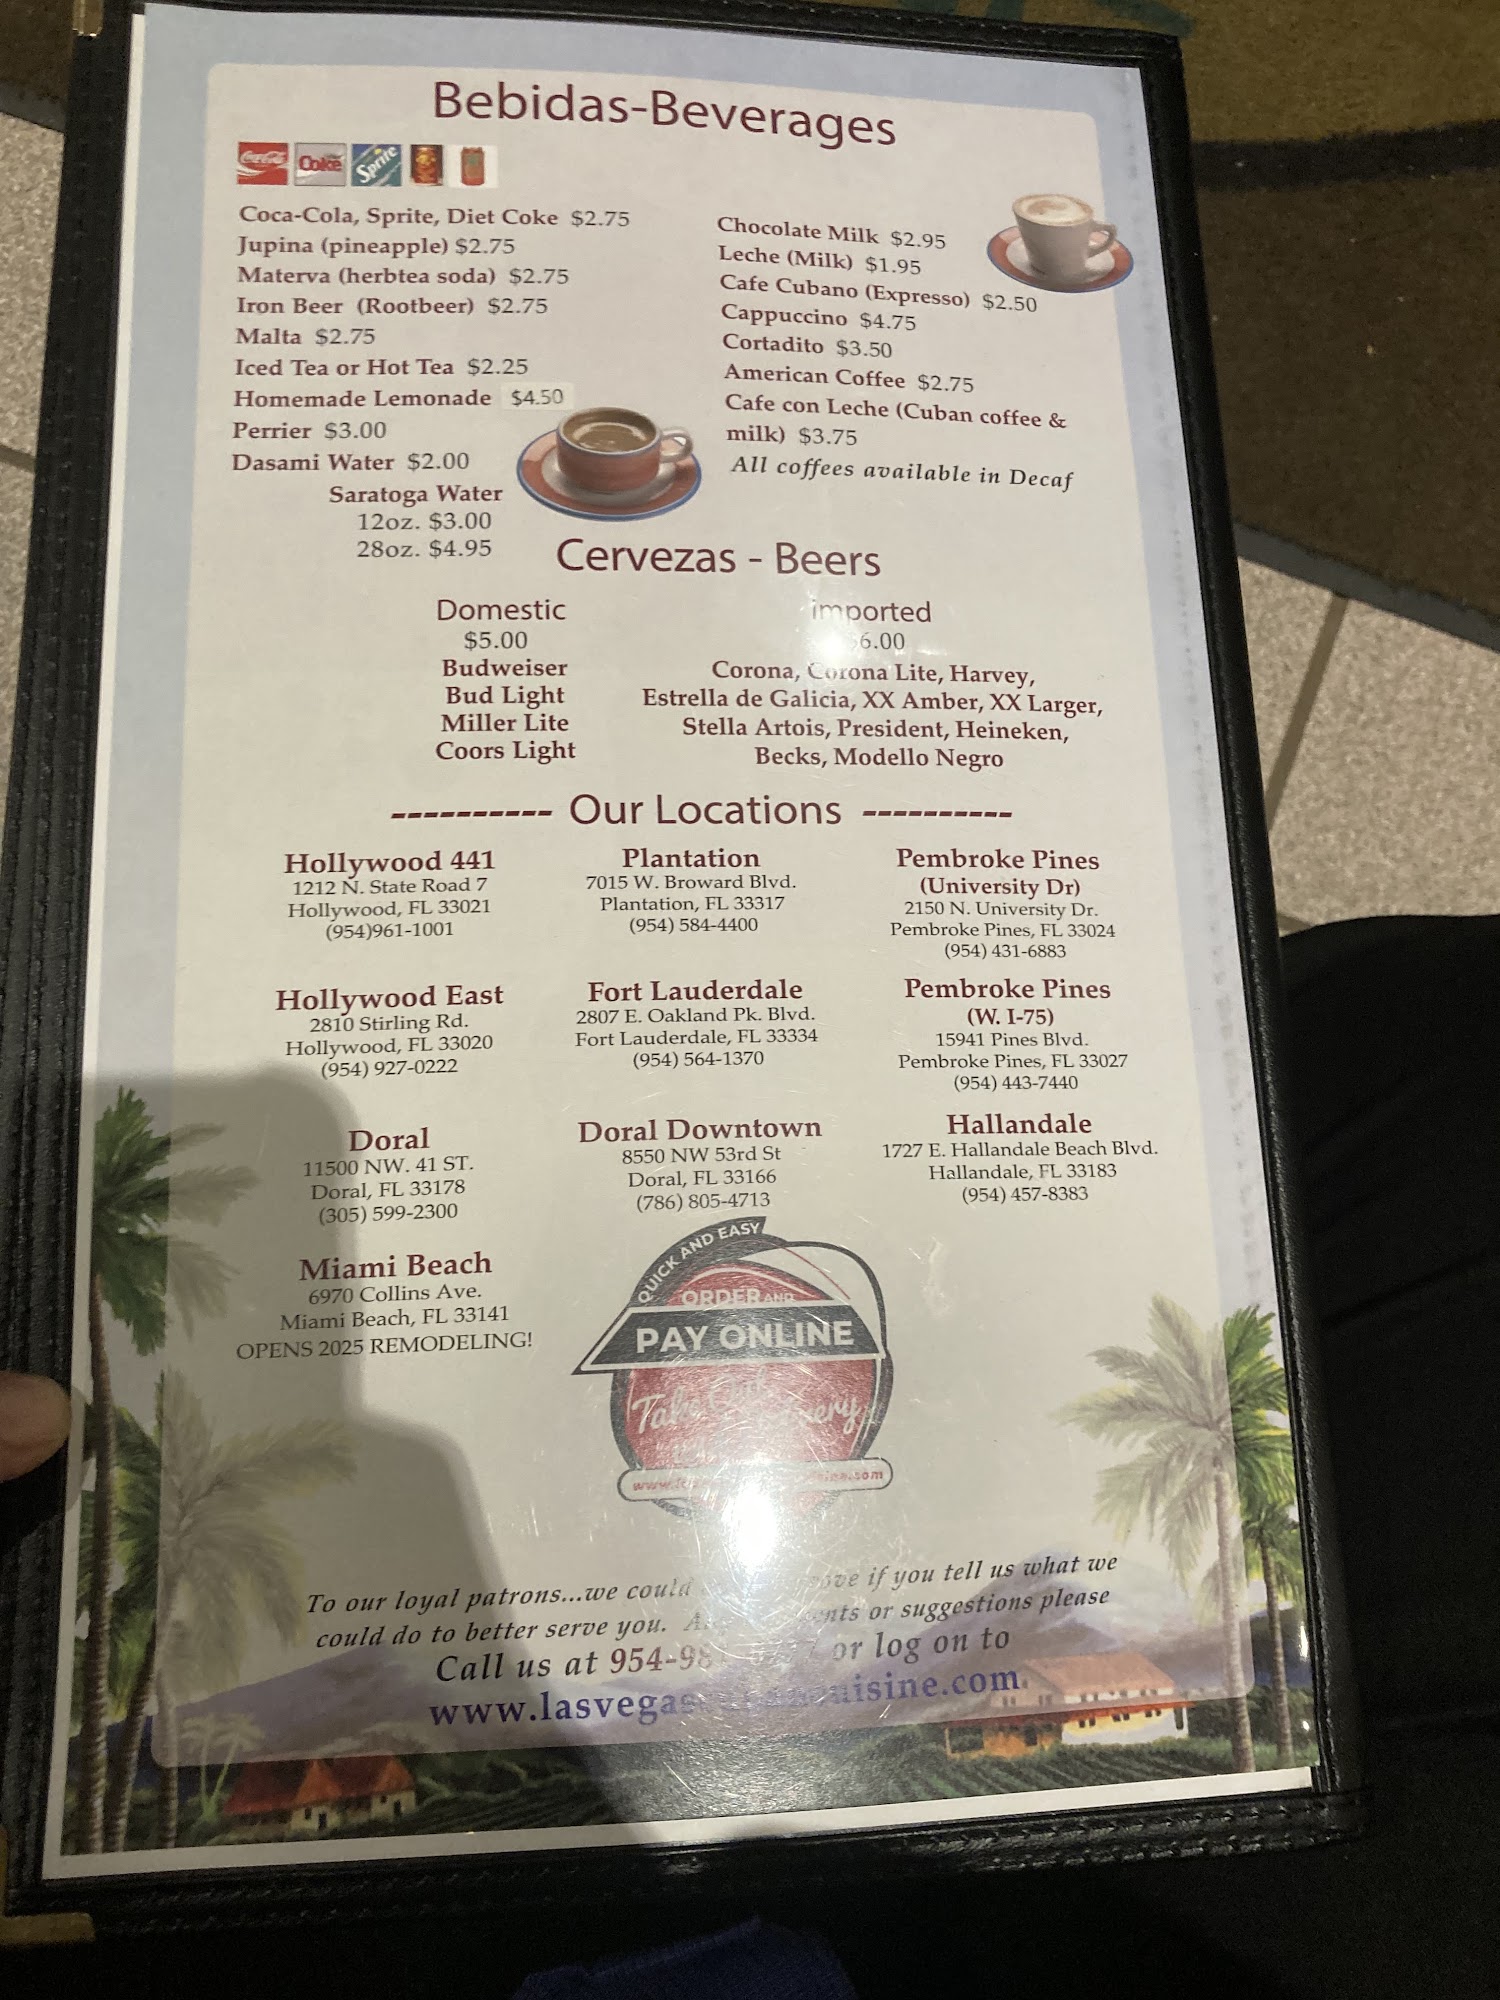 Bebidas-Beverages
Coca-Cola
Coke
Sprite
Coca-Cola, Sprite, Diet Coke $2.75
Jupina (pineapple) $2.75
Materva (herbtea soda) $2.75
Iron Beer (Rootbeer) $2.75
Malta $2.75
Iced Tea or Hot Tea $2.25
Homemade Lemonade $4.50
Perrier $3.00
Dasami Water $2.00
Saratoga Water
12oz. $3.00
28oz. $4.95
Chocolate Milk $2.95
Leche (Milk) $1.95
Cafe Cubano (Expresso) $2.50
Cappuccino $4.75
Cortadito $3.50
American Coffee $2.75
Cafe con Leche (Cuban coffee &
milk) $3.75
All coffees available in Decaf
Cervezas - Beers
Domestic
$5.00
Budweiser
Bud Light
Miller Lite
Coors Light
imported
6.00
Corona, Corona Lite, Harvey,
Estrella de Galicia, XX Amber, XX Larger,
Stella Artois, President, Heineken,
Becks, Modello Negro
---------- Our Locations ----------
Hollywood 441
1212 N. State Road 7
Hollywood, FL 33021
(954)961-1001
Plantation
7015 W. Broward Blvd.
Plantation, FL 33317
(954) 584-4400
Pembroke Pines
(University Dr)
2150 N. University Dr.
Pembroke Pines, FL 33024
(954) 431-6883
Hollywood East
2810 Stirling Rd.
Hollywood, FL 33020
(954) 927-0222
Fort Lauderdale
2807 E. Oakland Pk. Blvd.
Fort Lauderdale, FL 33334
(954) 564-1370
Pembroke Pines
(W. I-75)
15941 Pines Blvd.
Pembroke Pines, FL 33027
(954) 443-7440
Doral
11500 NW. 41 ST.
Doral, FL 33178
(305) 599-2300
Doral Downtown
8550 NW 53rd St
Doral, FL 33166
(786) 805-4713
Hallandale
1727 E. Hallandale Beach Blvd.
Hallandale, FL 33183
(954) 457-8383
Miami Beach
6970 Collins Ave.
Miami Beach, FL 33141
OPENS 2025 REMODELING!
QUICK AND EASY
ORDER AND
PAY ONLINE
Take
To our loyal patrons...we could if you tell us what we
could do to better serve you. or suggestions please
Call us at or log on to